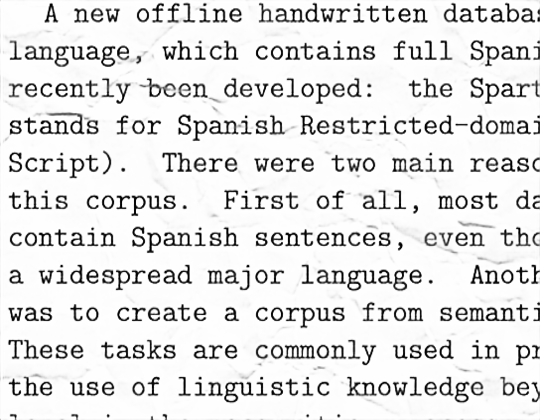 A new offline handwritten databas
language, which contains full Spani
recently been developed: the Spart
stands for Spanish Restricted-domai
Script). There were two main reaso
this corpus. First of all, most da
contain Spanish sentences, even tho
a widespread major language. Anoth
was to create a corpus from semanti
These tasks are commonly used in pr
the use of linguistic knowledge bey